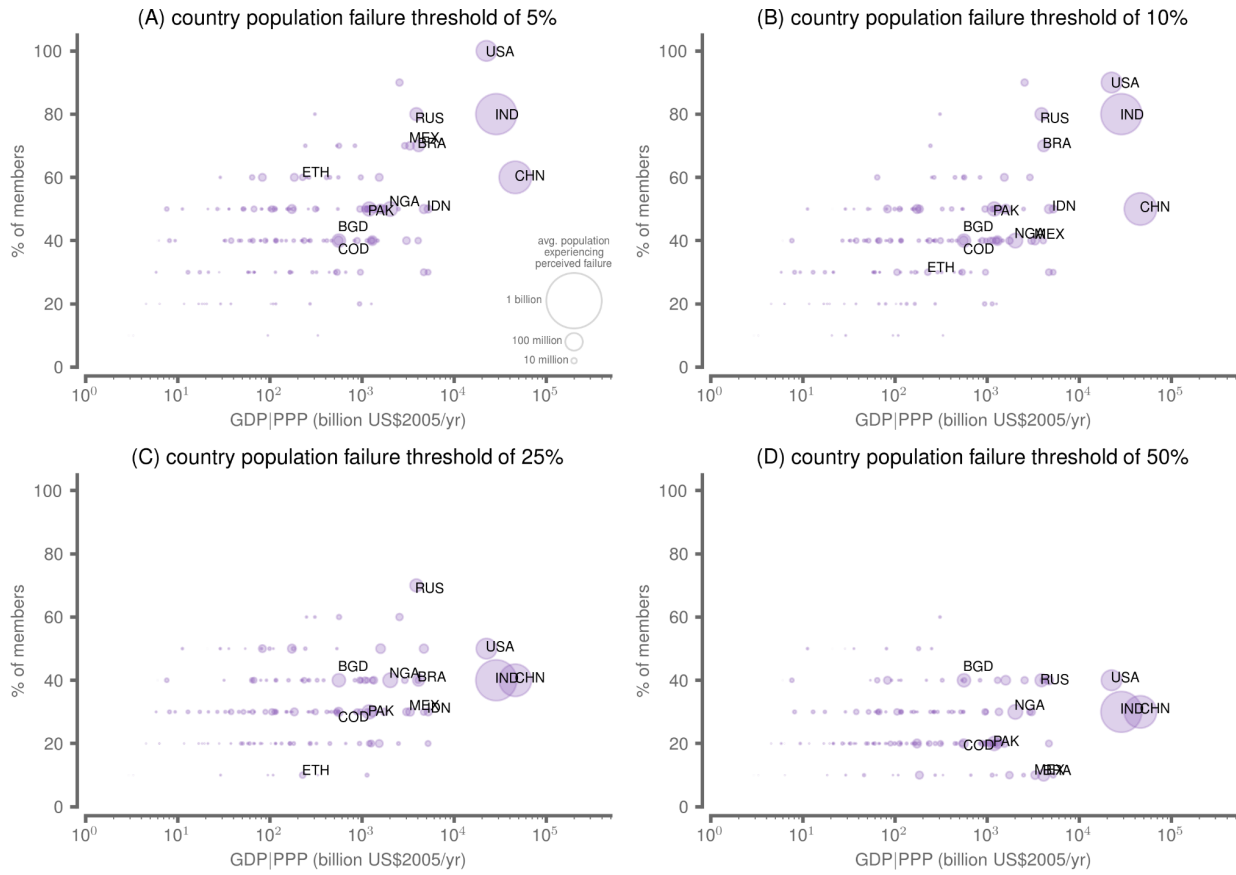 (A) country population failure threshold of 5%
100
80
60
40
20
0
% of members
USA
IND
RUS
MEX
BRA
CHN
ETH
NGA
IDN
PAK
BGD
COD
avg. population
experiencing
perceived failure
1 billion
100 million
10 million
10^0
10^1
10^2
10^3
10^4
10^5
GDP|PPP (billion US$2005/yr)
(B) country population failure threshold of 10%
100
80
60
40
20
0
% of members
USA
IND
RUS
BRA
CHN
IDN
PAK
BGD
NGA
MEX
COD
ETH
10^0
10^1
10^2
10^3
10^4
10^5
GDP|PPP (billion US$2005/yr)
(C) country population failure threshold of 25%
100
80
60
40
20
0
% of members
RUS
USA
BGD
NGA
BRA
IND
CHN
COD
PAK
MEX
IDN
ETH
10^0
10^1
10^2
10^3
10^4
10^5
GDP|PPP (billion US$2005/yr)
(D) country population failure threshold of 50%
100
80
60
40
20
0
% of members
BGD
RUS
USA
NGA
IND
CHN
COD
PAK
MEX
BRA
10^0
10^1
10^2
10^3
10^4
10^5
GDP|PPP (billion US$2005/yr)